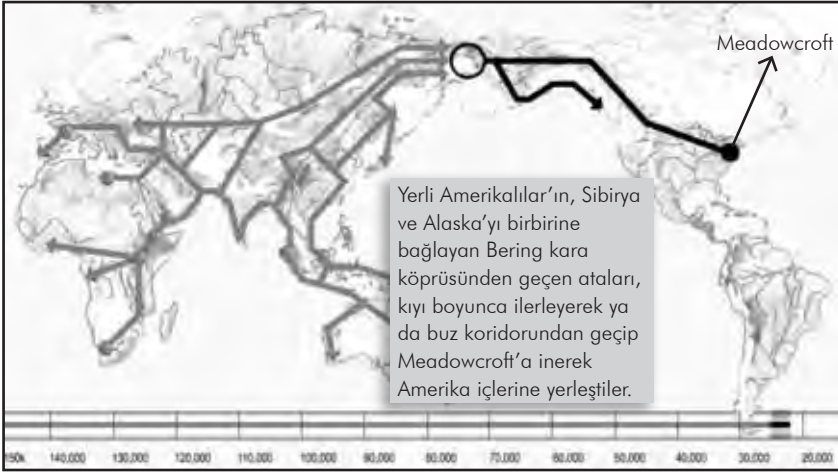 Meadowcroft
Yerli Amerikalılar’ın, Sibirya
ve Alaska’yı birbirine
bağlayan Bering kara
köprüsünden geçen ataları,
kıyı boyunca ilerleyerek ya
da buz koridorundan geçip
Meadowcroft’a inerek
Amerika içlerine yerleştiler.
150k 140,000 130,000 120,000 110,000 100,000 90,000 80,000 70,000 60,000 50,000 40,000 30,000 20,000